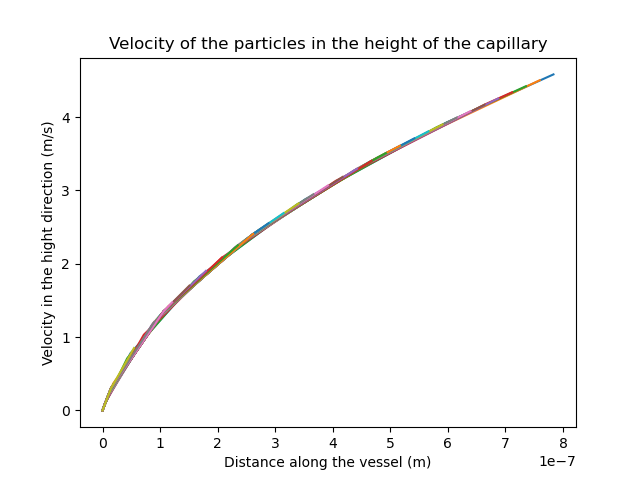 Velocity of the particles in the height of the capillary
Velocity in the hight direction (m/s)
4
3
2
1
0
0 1 2 3 4 5 6 7 8
1e−7
Distance along the vessel (m)